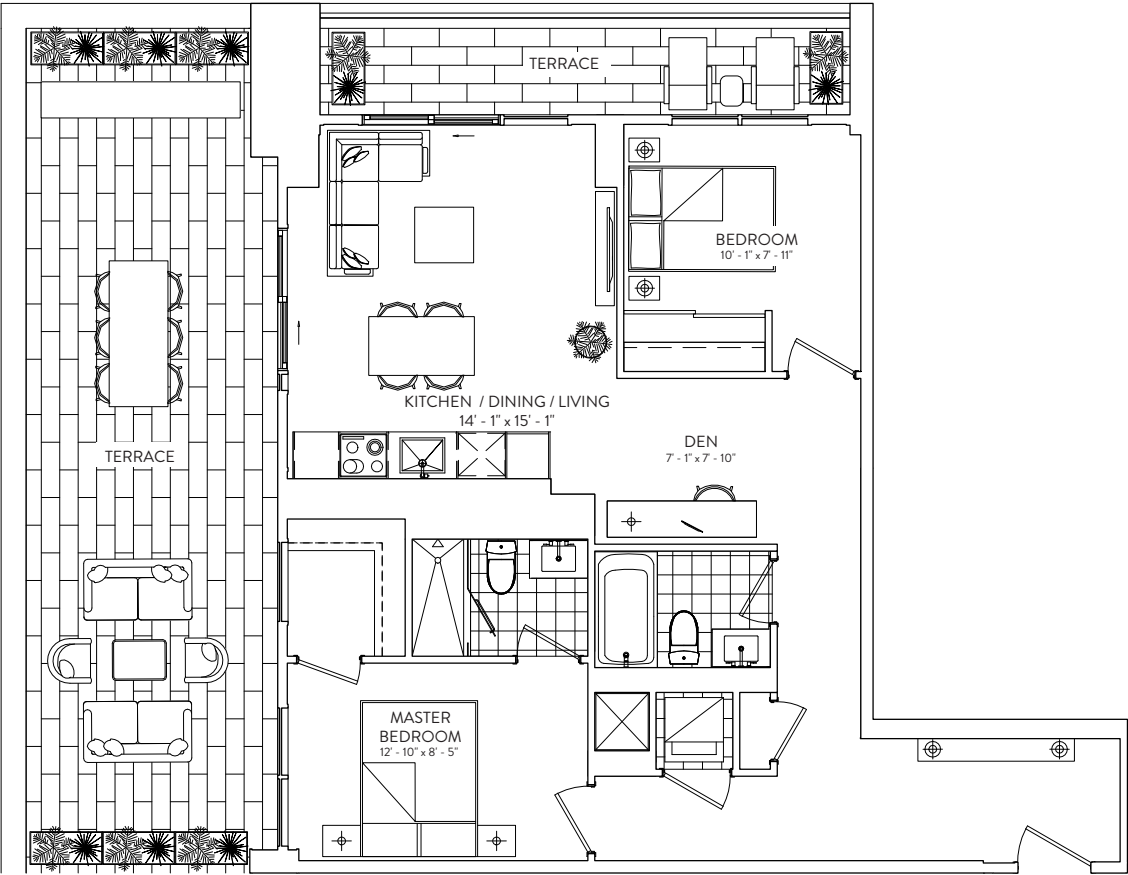 TERRACE
BEDROOM
10' - 1" x 7' - 11"
KITCHEN / DINING / LIVING
14' - 1" x 15' - 1"
DEN
7' - 1" x 7' - 10"
TERRACE
MASTER
BEDROOM
12' - 10" x 8' - 5"